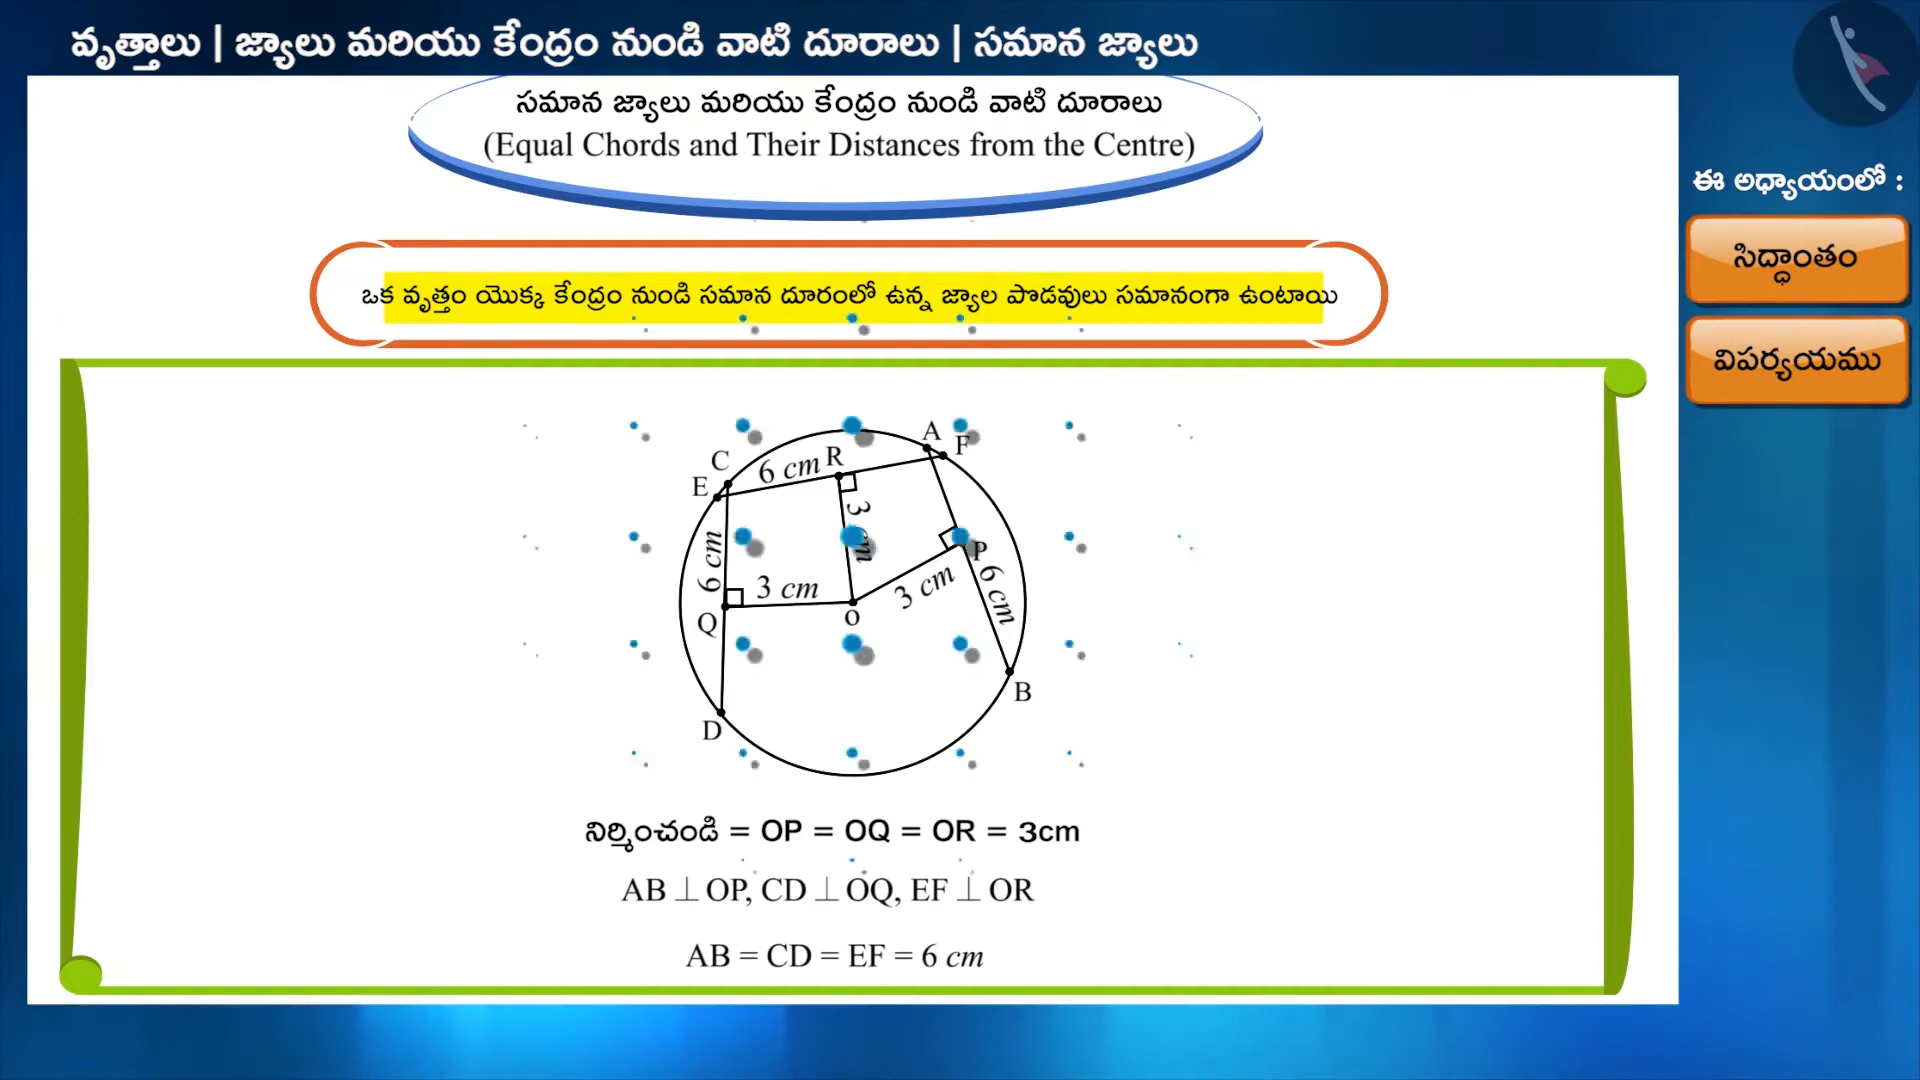 వృత్తాలు | జ్యాలు మరియు కేంద్రం నుండి వాటి దూరాలు | సమాన జ్యాలు
సమాన జ్యాలు మరియు కేంద్రం నుండి వాటి దూరాలు
(Equal Chords and Their Distances from the Centre)
ఈ అధ్యాయంలో :
సిద్ధాంతం
విపర్యయము
ఒక వృత్తం యొక్క కేంద్రం నుండి సమాన దూరంలో ఉన్న జ్యాల పొడవులు సమానంగా ఉంటాయి
A
F
C
6 cm
R
E
3 cm
6 cm
P
3 cm
3 cm
6 cm
Q
O
B
D
నిర్మించండి = OP = OQ = OR = 3cm
AB ⊥ OP, CD ⊥ OQ, EF ⊥ OR
AB = CD = EF = 6 cm